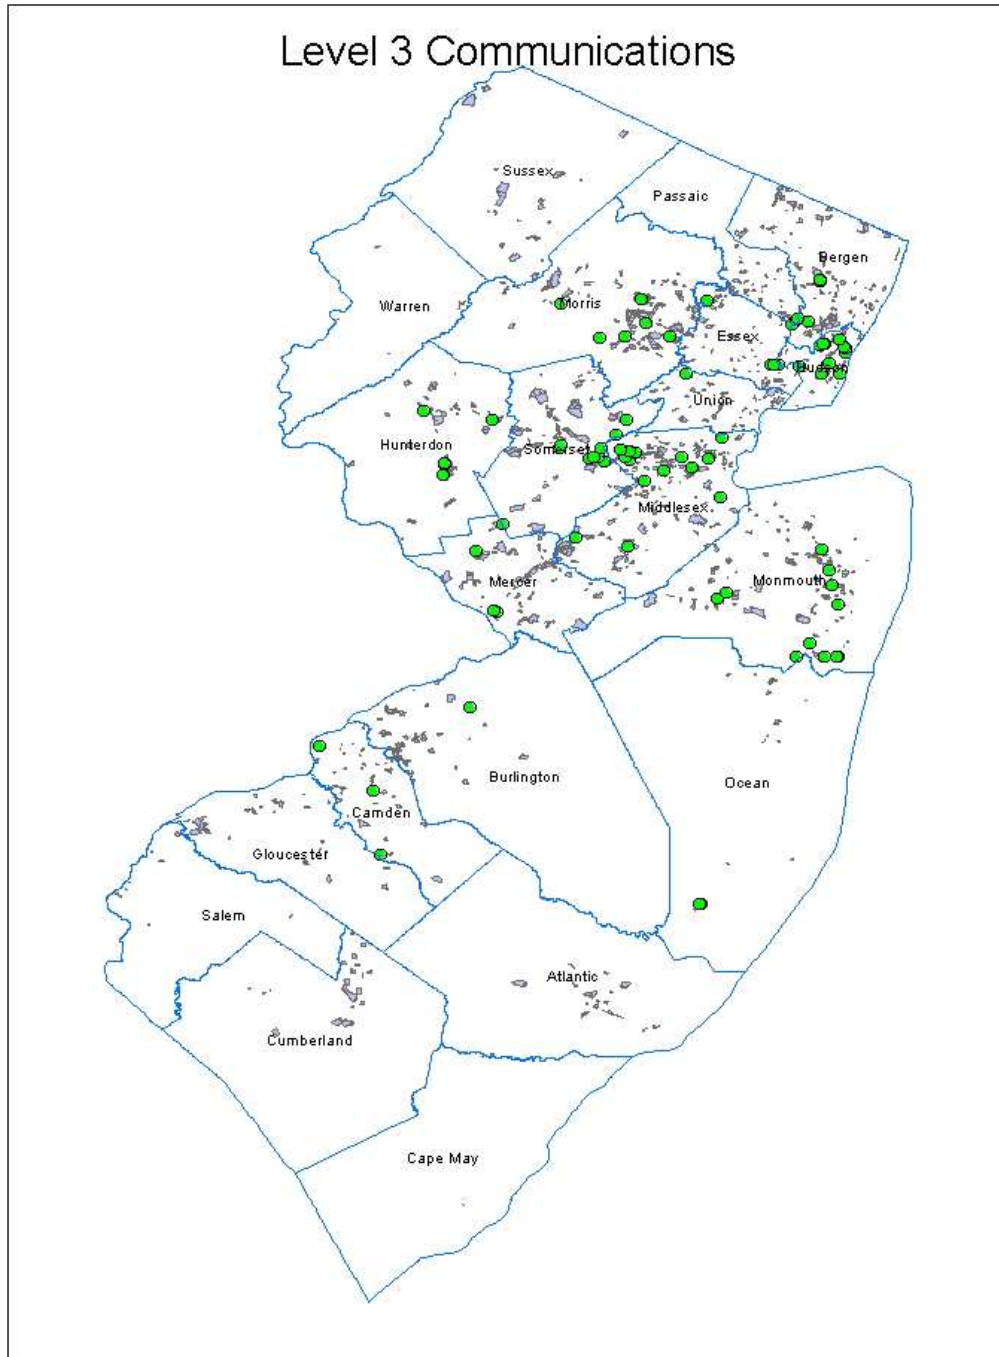 Level 3 Communications
Sussex
Passaic
Bergen
Warren
Morris
Essex
Hudson
Union
Hunterdon
Somerset
Middlesex
Mercer
Monmouth
Burlington
Ocean
Camden
Gloucester
Salem
Atlantic
Cumberland
Cape May